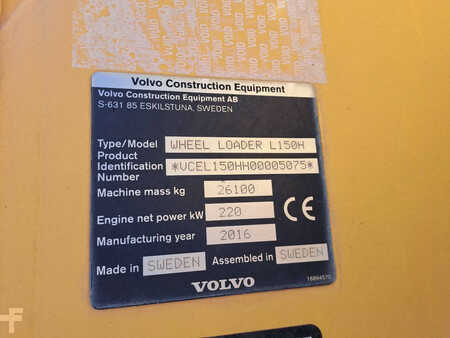 Volvo Construction Equipment
Volvo Construction Equipment AB
S-631 85 ESKILSTUNA, SWEDEN
Type/Model WHEEL LOADER L150H
Product
Identification *VCEL150HH00005075*
Number
Machine mass kg 26100
Engine net power kW 220
CE
Manufacturing year 2016
Made in SWEDEN Assembled in SWEDEN
VOLVO